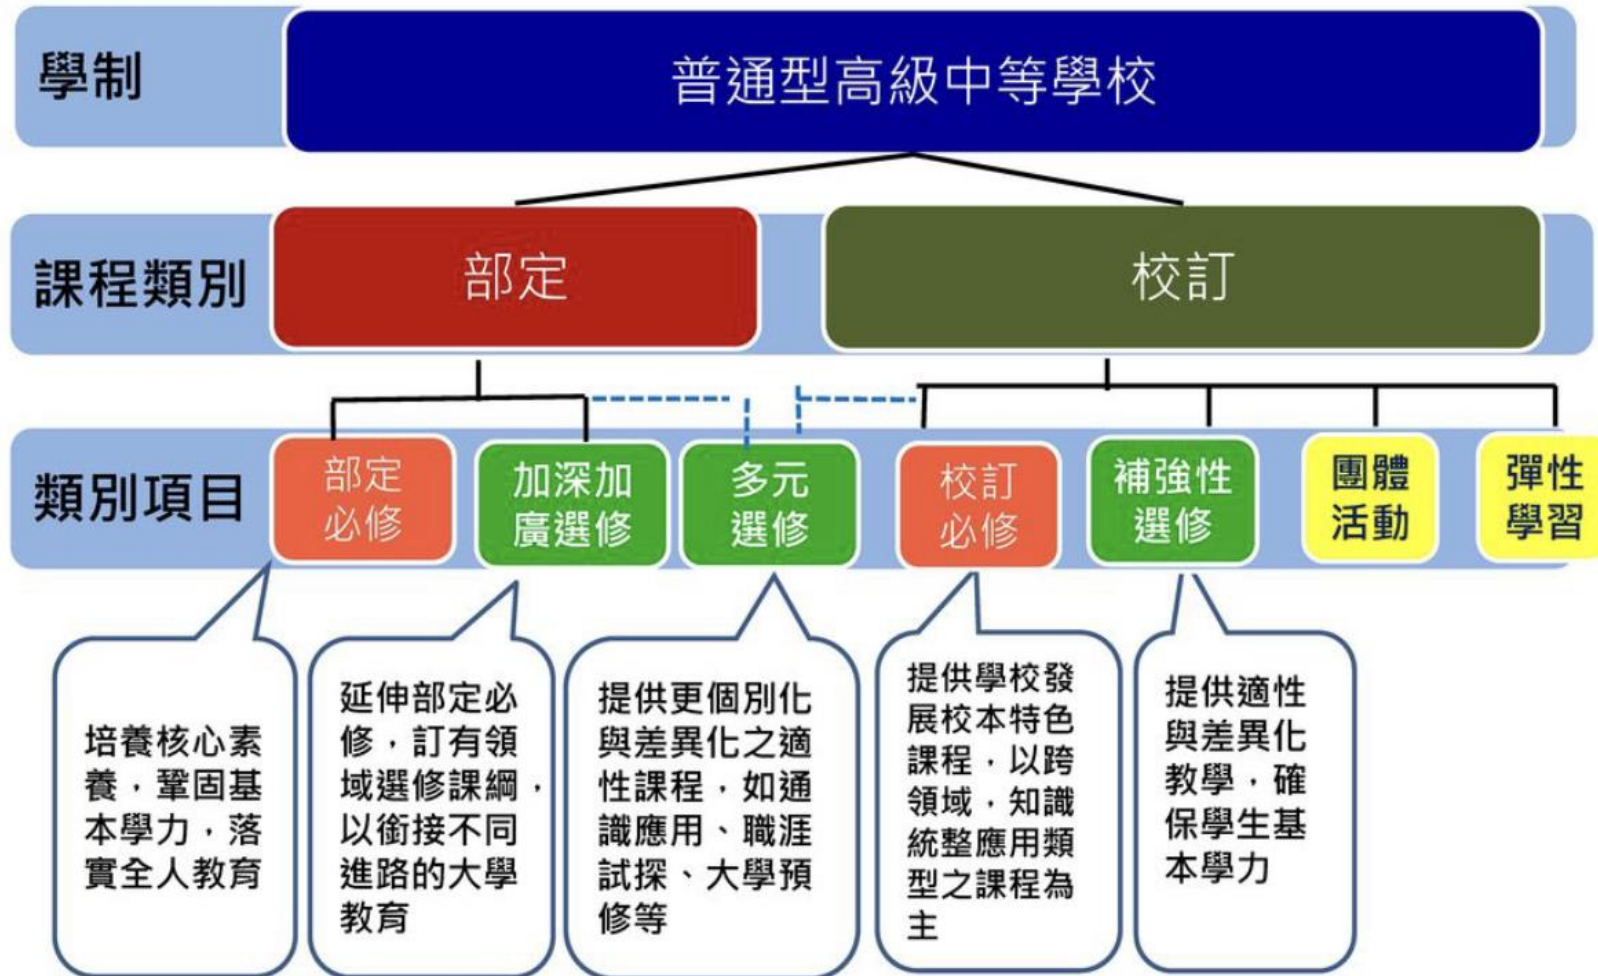 學制
普通型高級中等學校
課程類別
部定
校訂
類別項目
部定
必修
加深加
廣選修
多元
選修
校訂
必修
補強性
選修
團體
活動
彈性
學習
培養核心素
養，鞏固基
本學力，落
實全人教育
延伸部定必
修，訂有領
域選修課綱，
以銜接不同
進路的大學
教育
提供更個別化
與差異化之適
性課程，如通
識應用、職涯
試探、大學預
修等
提供學校發
展校本特色
課程，以跨
領域，知識
統整應用類
型之課程為
主
提供適性
與差異化
教學，確
保學生基
本學力